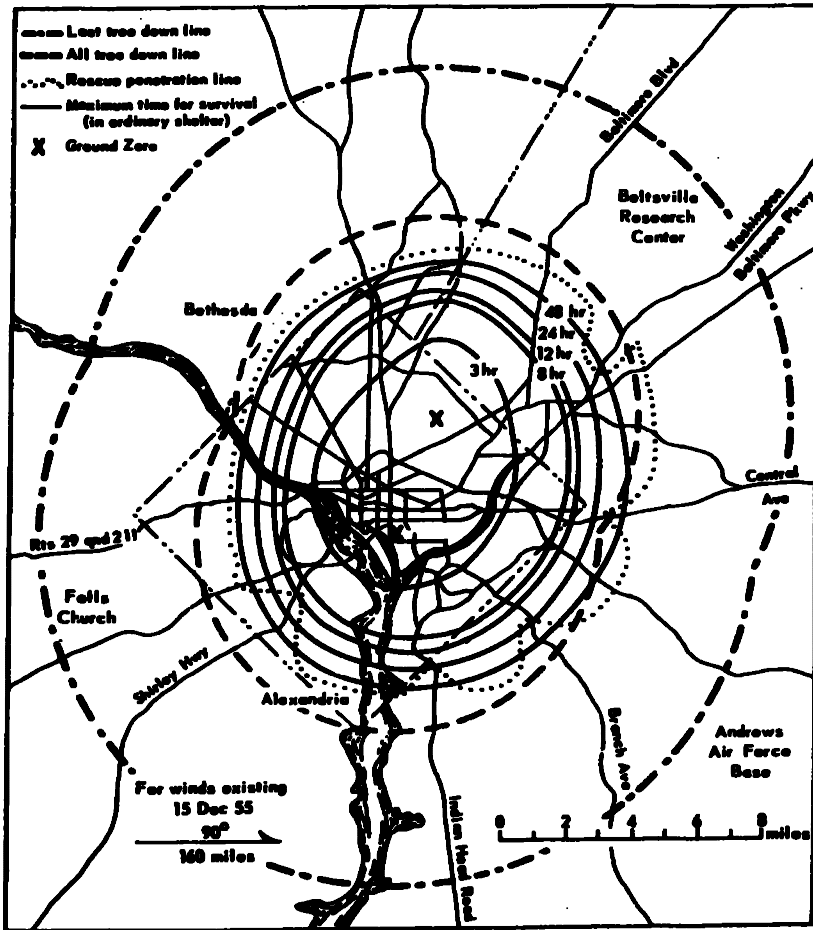 Last tree down line
All tree down line
Rescue penetration line
Maximum time for survival
(in ordinary shelter)
X Ground Zero
Baltimore Blvd
Beltsville
Research
Center
Washington
Baltimore Pkwy
Bethesda
48 hr
24 hr
12 hr
8 hr
3 hr
X
X
Central
Ave
Rts 29 and 211
Falls
Church
Shirley Hwy
Alexandria
Branch Ave
Andrews
Air Force
Base
For winds existing
15 Dec 55
90°
160 miles
Indian Head Road
0 2 4 6 8
miles